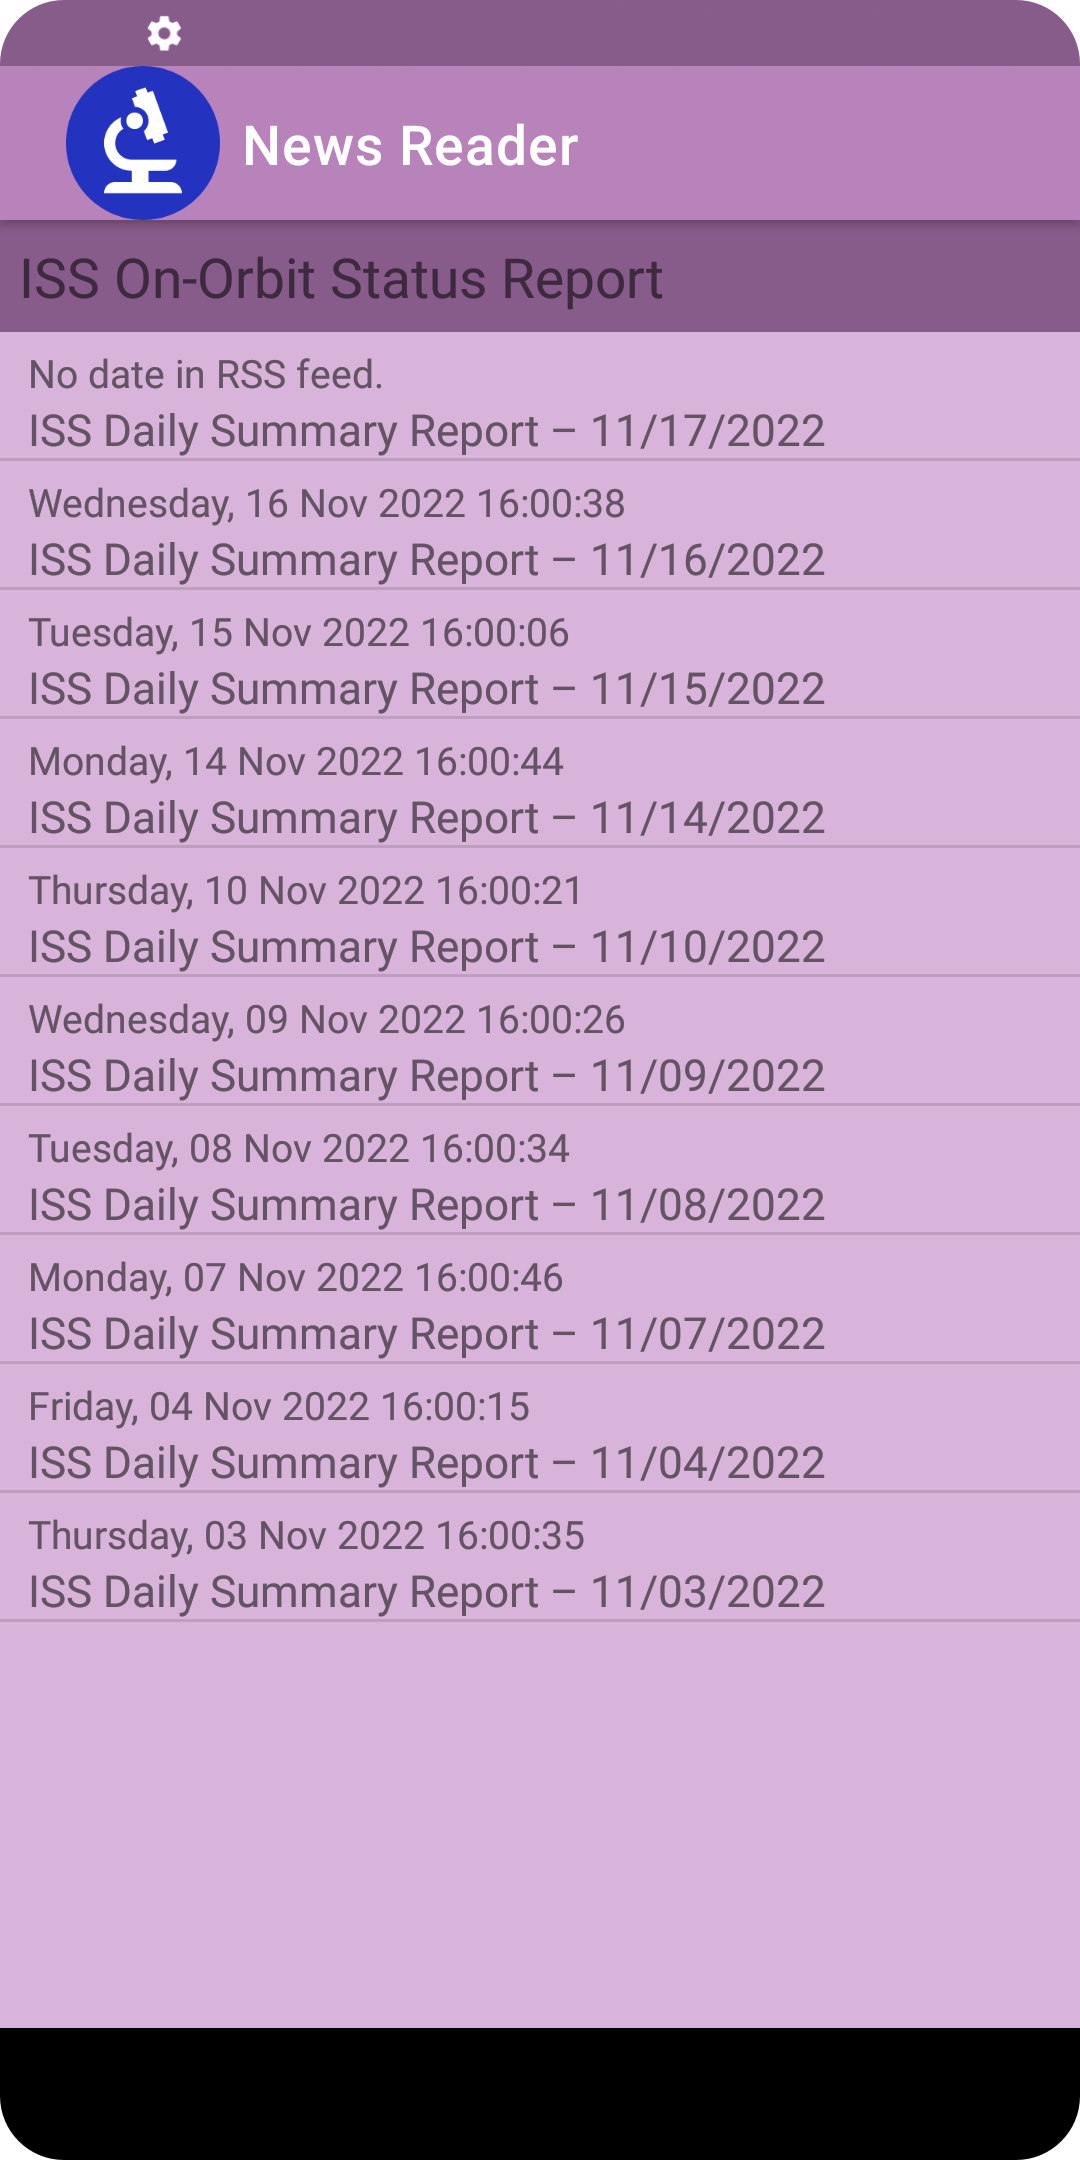 News Reader
ISS On-Orbit Status Report
No date in RSS feed.
ISS Daily Summary Report – 11/17/2022
Wednesday, 16 Nov 2022 16:00:38
ISS Daily Summary Report – 11/16/2022
Tuesday, 15 Nov 2022 16:00:06
ISS Daily Summary Report – 11/15/2022
Monday, 14 Nov 2022 16:00:44
ISS Daily Summary Report – 11/14/2022
Thursday, 10 Nov 2022 16:00:21
ISS Daily Summary Report – 11/10/2022
Wednesday, 09 Nov 2022 16:00:26
ISS Daily Summary Report – 11/09/2022
Tuesday, 08 Nov 2022 16:00:34
ISS Daily Summary Report – 11/08/2022
Monday, 07 Nov 2022 16:00:46
ISS Daily Summary Report – 11/07/2022
Friday, 04 Nov 2022 16:00:15
ISS Daily Summary Report – 11/04/2022
Thursday, 03 Nov 2022 16:00:35
ISS Daily Summary Report – 11/03/2022